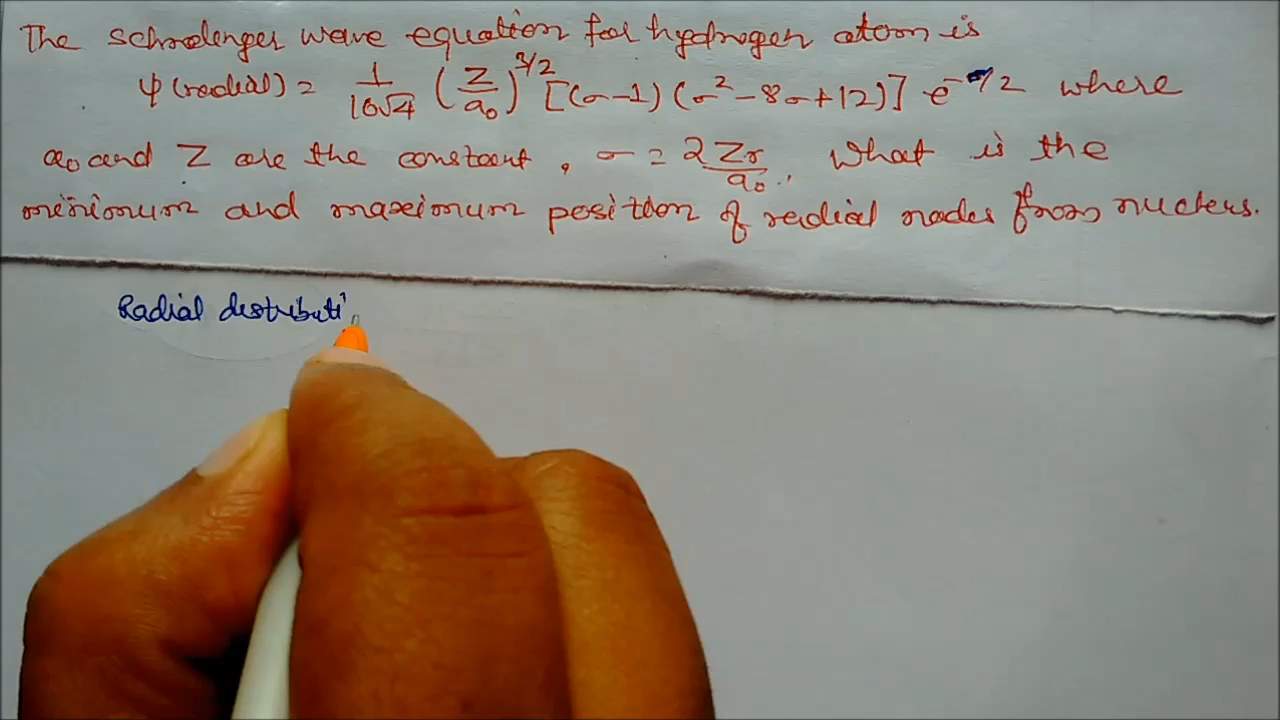 The schrodenger wave equation for hydrogen atom is
ψ(radial) = 1/16√4 (Z/a₀)^3/2 [(σ-1)(σ²-8σ+12)] e^-σ/2 where
a₀ and Z are the constant, σ = 2Zr/a₀. What is the
minimum and maximum position of radial nodes from nucleus.
Radial distributi